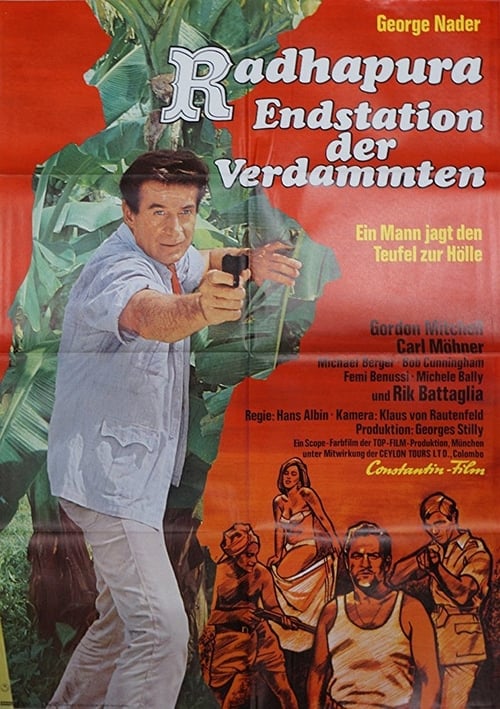 George Nader
Radhapura
Endstation
der
Verdammten
Ein Mann jagt den
Teufel zur Hölle
Gordon Mitchell
Carl Möhner
Michael Berger · Bob Cunningham
Femi Benussi · Michele Bally
und Rik Battaglia
Regie: Hans Albin · Kamera: Klaus von Rautenfeld
Produktion: Georges Stilly
Ein Scope-Farbfilm der TOP-FILM-Produktion, München
unter Mitwirkung der CEYLON TOURS LTD., Colombo
Constantin-Film